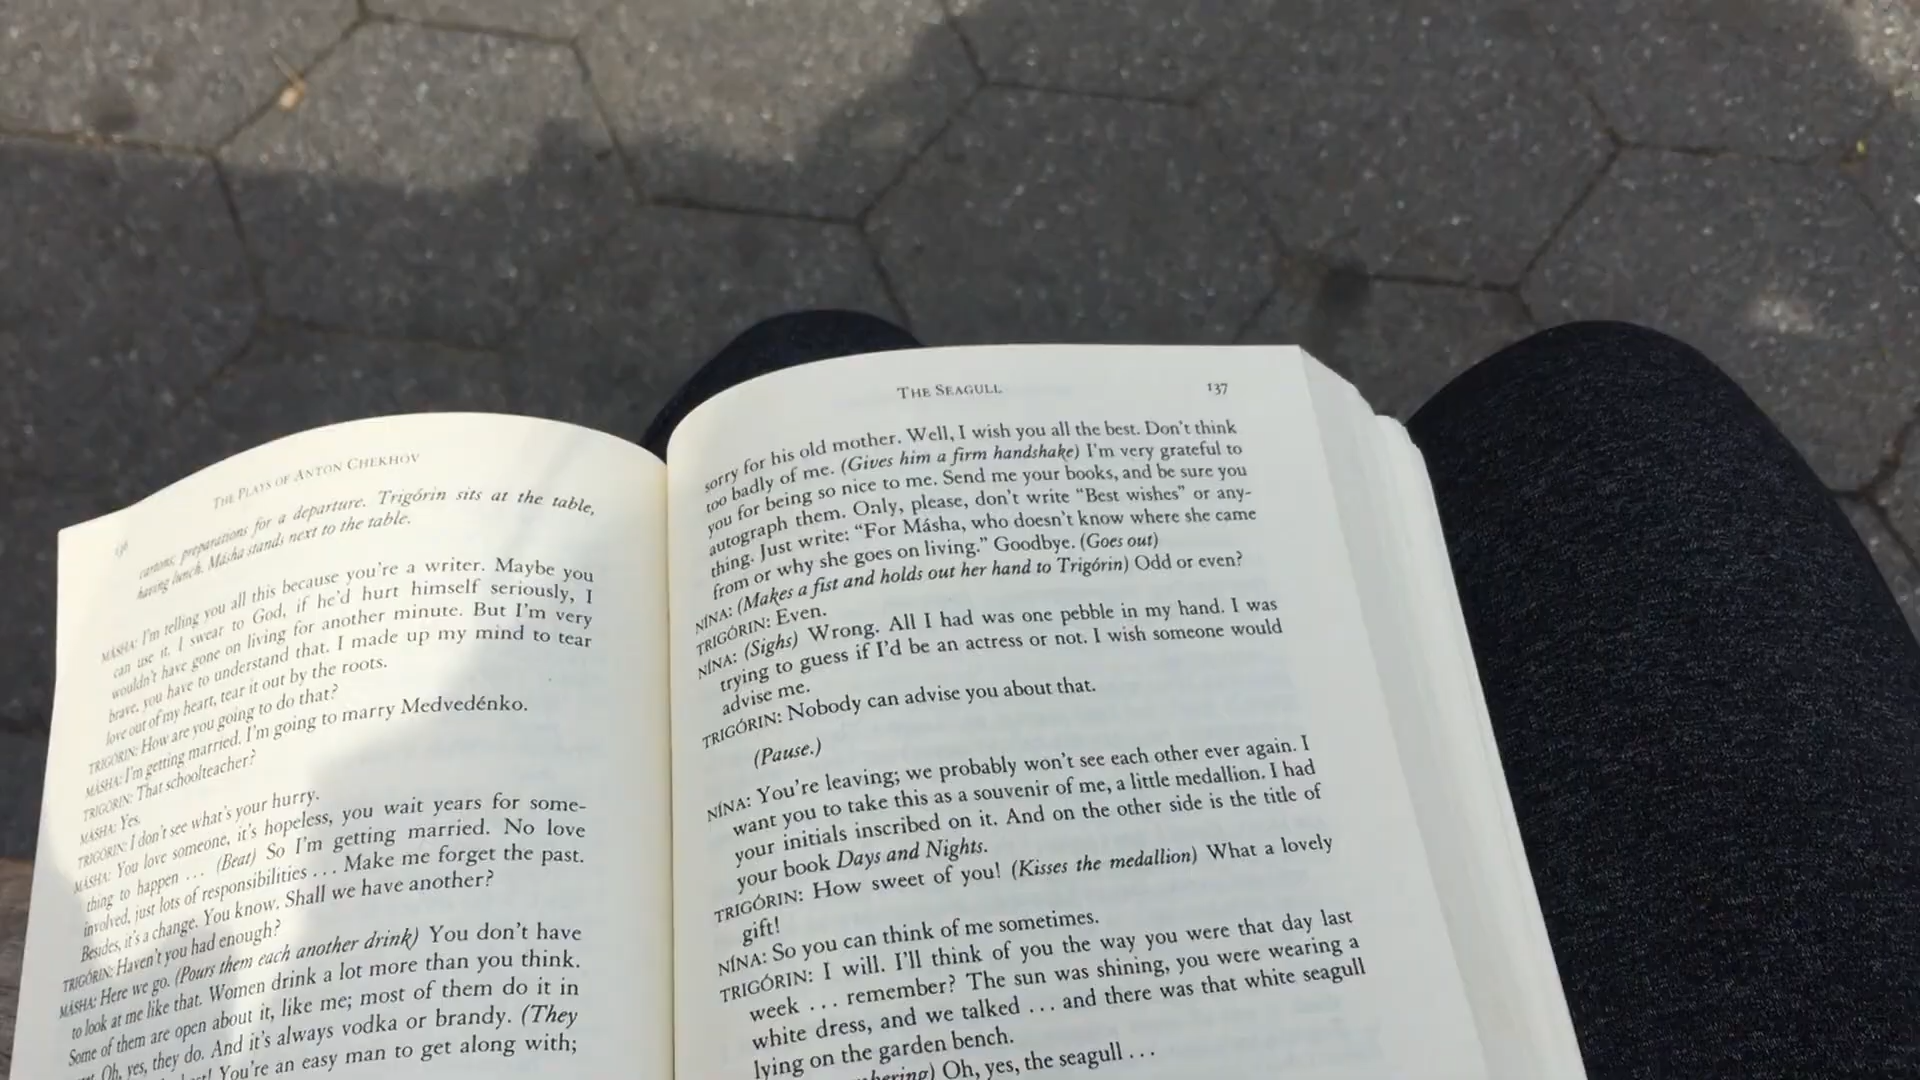 136
THE PLAYS OF ANTON CHEKHOV
cartons, preparations for a departure. Trigórin sits at the table,
having lunch. Másha stands next to the table.
MÁSHA: I'm telling you all this because you're a writer. Maybe you
can use it. I swear to God, if he'd hurt himself seriously, I
wouldn't have gone on living for another minute. But I'm very
brave, you have to understand that. I made up my mind to tear
love out of my heart, tear it out by the roots.
TRIGÓRIN: How are you going to do that?
MÁSHA: I'm getting married. I'm going to marry Medvedénko.
TRIGÓRIN: That schoolteacher?
MÁSHA: Yes.
TRIGÓRIN: I don't see what's your hurry.
MÁSHA: You love someone, it's hopeless, you wait years for some-
thing to happen ... (Beat) So I'm getting married. No love
involved, just lots of responsibilities ... Make me forget the past.
Besides, it's a change. You know. Shall we have another?
TRIGÓRIN: Haven't you had enough?
MÁSHA: Here we go. (Pours them each another drink) You don't have
to look at me like that. Women drink a lot more than you think.
Some of them are open about it, like me; most of them do it in
Oh, yes, they do. And it's always vodka or brandy. (They
You're an easy man to get along with;
THE SEAGULL
137
sorry for his old mother. Well, I wish you all the best. Don't think
too badly of me. (Gives him a firm handshake) I'm very grateful to
you for being so nice to me. Send me your books, and be sure you
autograph them. Only, please, don't write "Best wishes" or any-
thing. Just write: "For Másha, who doesn't know where she came
from or why she goes on living." Goodbye. (Goes out)
NÍNA: (Makes a fist and holds out her hand to Trigórin) Odd or even?
TRIGÓRIN: Even.
NÍNA: (Sighs) Wrong. All I had was one pebble in my hand. I was
trying to guess if I'd be an actress or not. I wish someone would
advise me.
TRIGÓRIN: Nobody can advise you about that.
(Pause.)
NÍNA: You're leaving; we probably won't see each other ever again. I
want you to take this as a souvenir of me, a little medallion. I had
your initials inscribed on it. And on the other side is the title of
your book Days and Nights.
TRIGÓRIN: How sweet of you! (Kisses the medallion) What a lovely
gift!
NÍNA: So you can think of me sometimes.
TRIGÓRIN: I will. I'll think of you the way you were that day last
week ... remember? The sun was shining, you were wearing a
white dress, and we talked ... and there was that white seagull
lying on the garden bench.
Oh, yes, the seagull ...